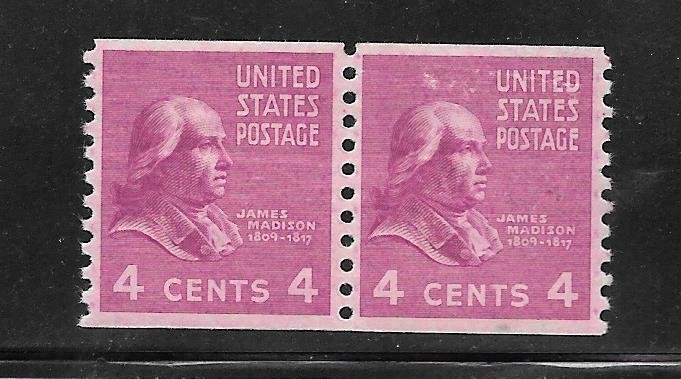 UNITED
STATES
POSTAGE
JAMES
MADISON
1809-1817
4 CENTS 4
UNITED
STATES
POSTAGE
JAMES
MADISON
1809-1817
4 CENTS 4